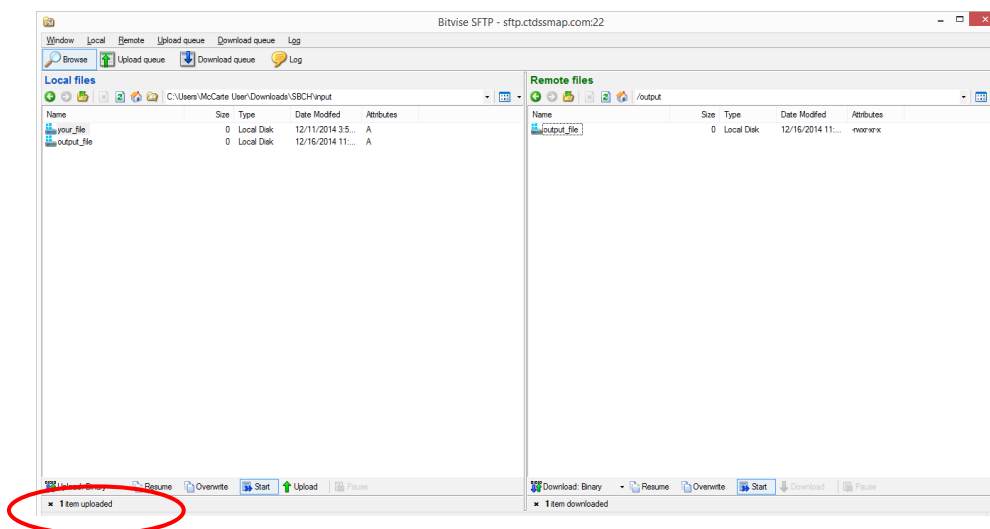 Bitvise SFTP - sftp.ctdssmap.com:22
Window Local Remote Upload queue Download queue Log
Browse Upload queue Download queue Log
Local files
C:\Users\McCarte User\Downloads\SBCH\input
Name Size Type Date Modified Attributes
your_file 0 Local Disk 12/11/2014 3:5... A
output_file 0 Local Disk 12/16/2014 11:... A
Upload: Binary Resume Overwrite Start Upload Pause
1 item uploaded
Remote files
/output
Name Size Type Date Modified Attributes
output_file 0 Local Disk 12/16/2014 11:... -rwxr-xr-x
Download: Binary Resume Overwrite Start Download Pause
1 item downloaded